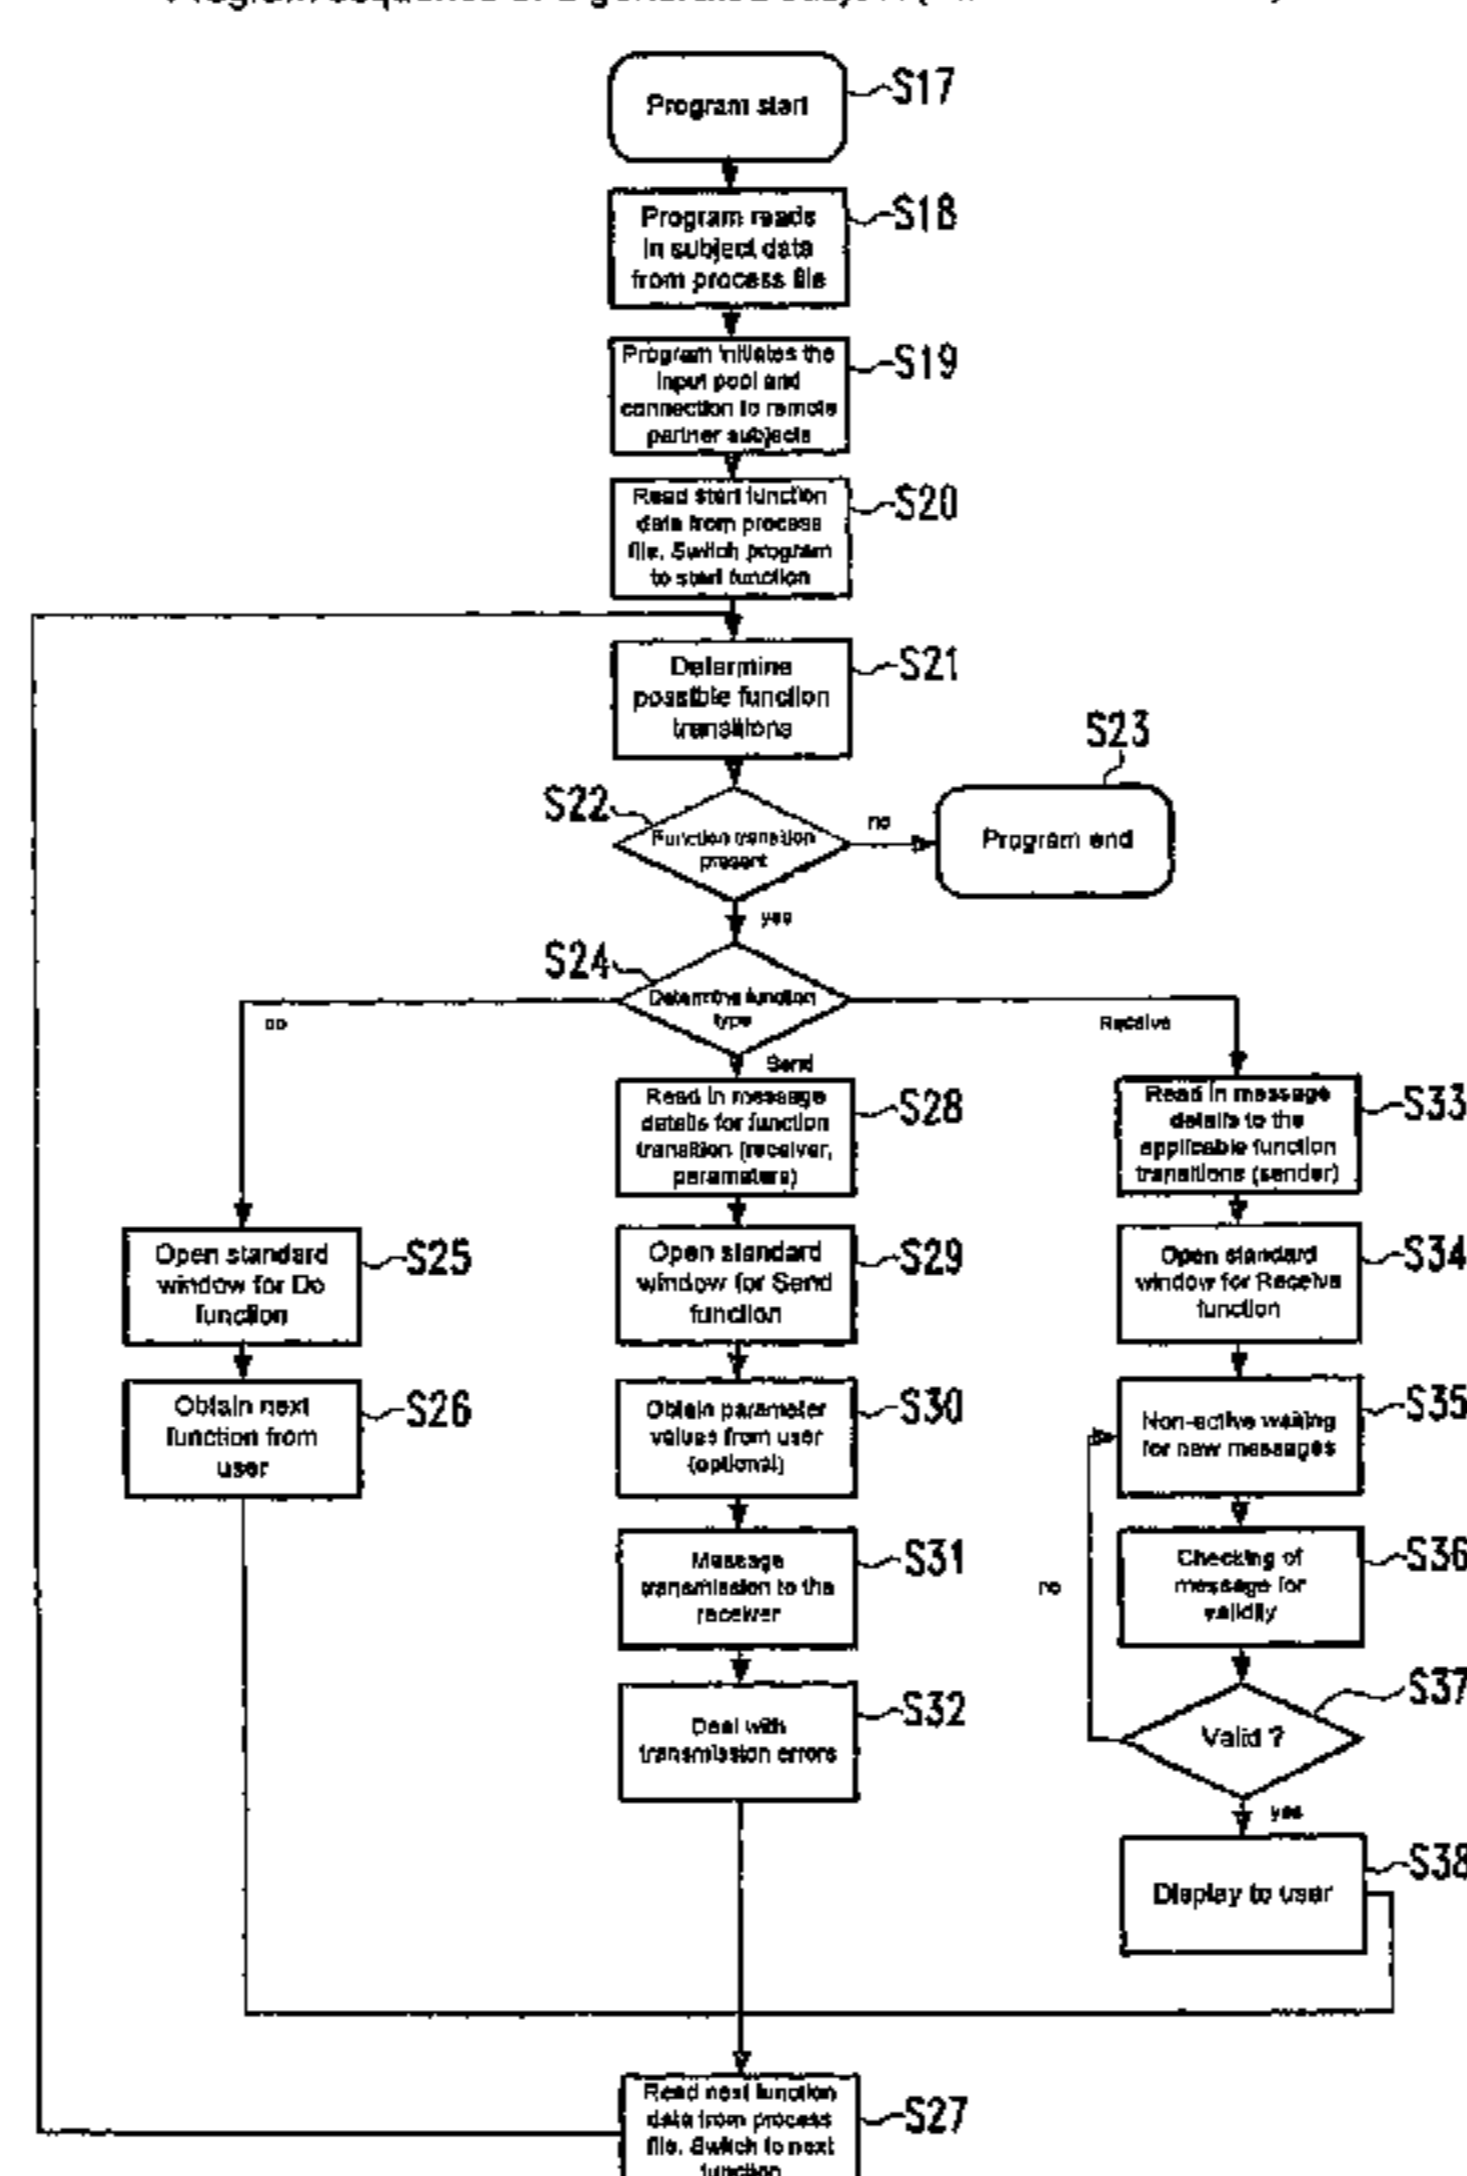 Program sequence of a generated subject
Program start
S17
Program reads
in subject data
from process file
S18
Program initiates the
input pool and
connection to remote
partner subjects
S19
Read start function
data from process
file. Switch program
to start function
S20
Determine
possible function
transitions
S21
S22
Function transition
present
no
S23
Program end
yes
S24
Determine function
type
Do
Send
Receive
Open standard
window for Do
function
S25
Obtain next
function from
user
S26
Read in message
details for function
transition (receiver,
parameters)
S28
Open standard
window for Send
function
S29
Obtain parameter
values from user
(optional)
S30
Message
transmission to the
receiver
S31
Deal with
transmission errors
S32
Read in message
details to the
applicable function
transitions (sender)
S33
Open standard
window for Receive
function
S34
Non-active waiting
for new messages
S35
Checking of
message for
validity
S36
no
Valid ?
S37
yes
Display to user
S38
Read next function
data from process
file. Switch to next
function
S27